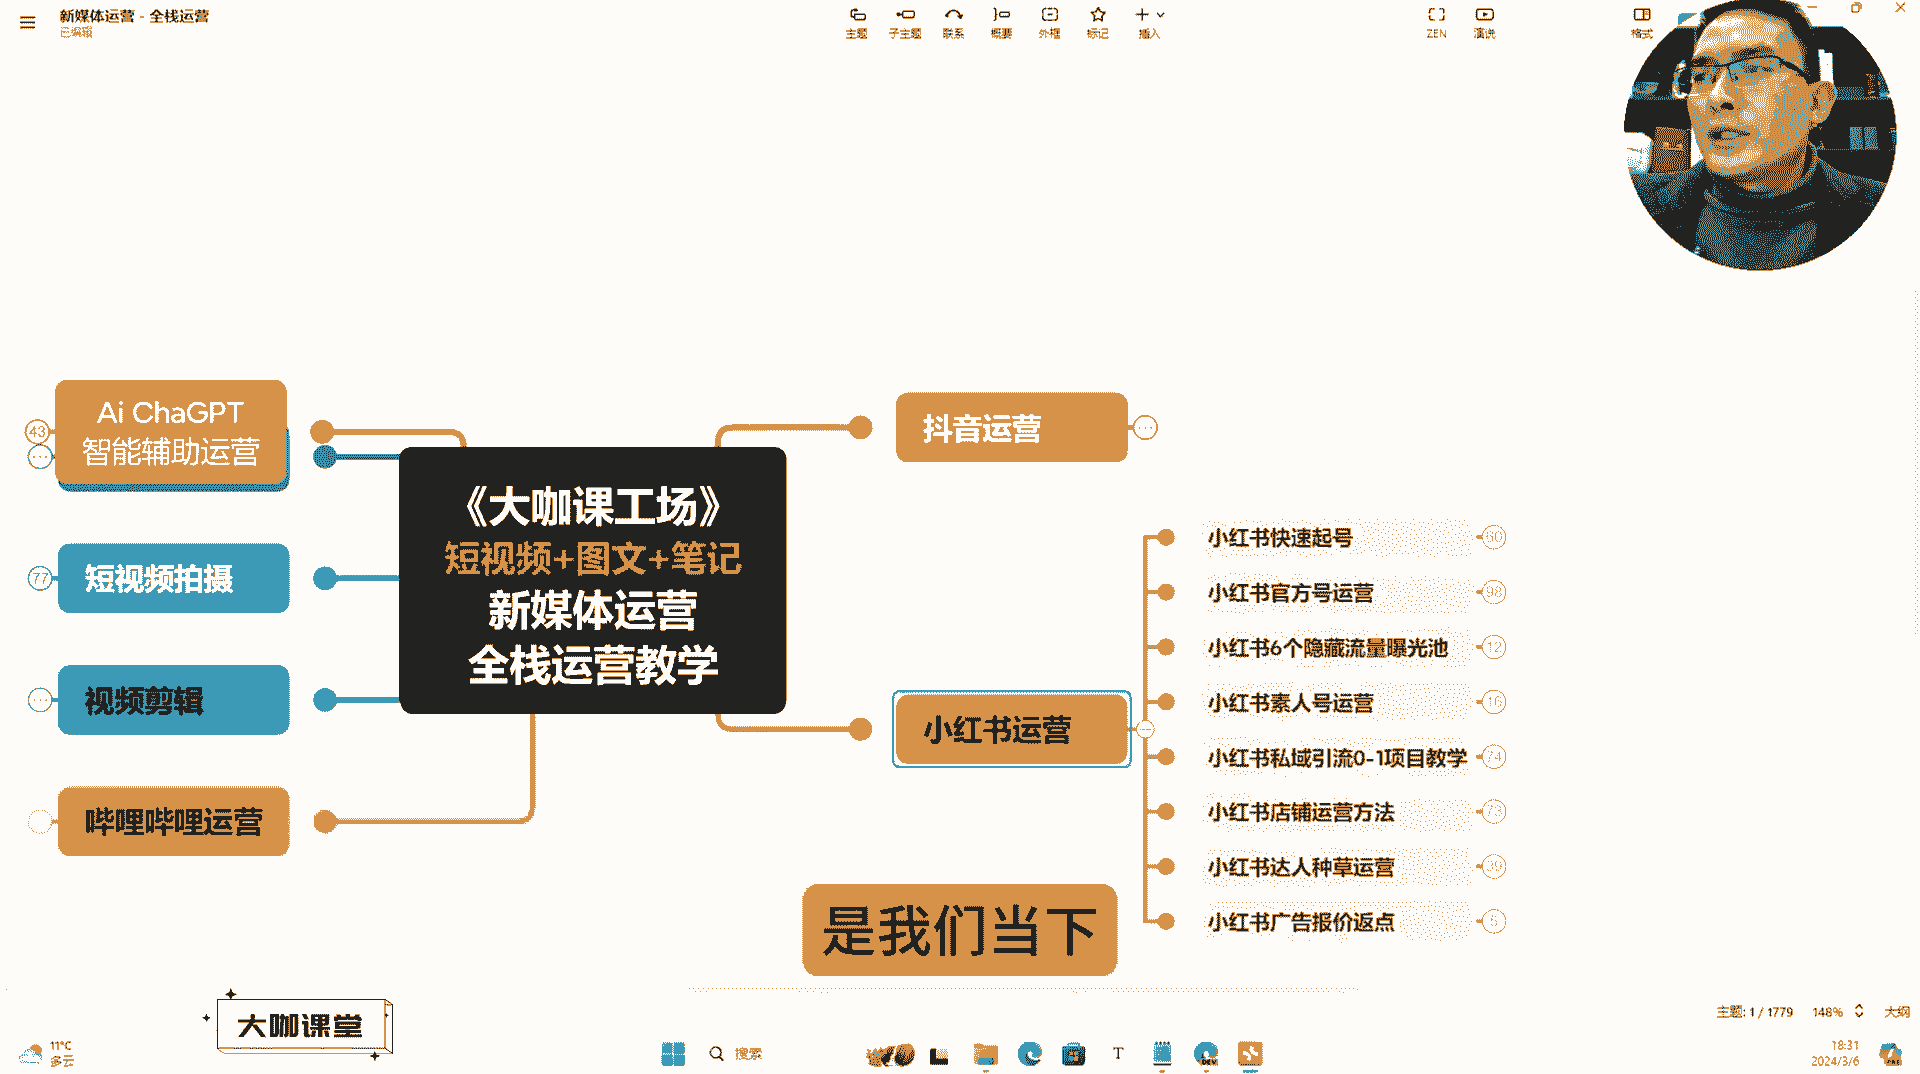 新媒体运营 - 全栈运营
已编辑
主题
子主题
联系
概要
外框
标记
插入
ZEN
演说
格式
Ai ChaGPT
智能辅助运营
43
短视频拍摄
77
视频剪辑
哔哩哔哩运营
《大咖课工场》
短视频+图文+笔记
新媒体运营
全栈运营教学
抖音运营
小红书运营
小红书快速起号
60
小红书官方号运营
98
小红书6个隐藏流量曝光池
12
小红书素人号运营
16
小红书私域引流0-1项目教学
74
小红书店铺运营方法
73
小红书达人种草运营
39
小红书广告报价返点
5
是我们当下
大咖课堂
主题: 1 / 1779
148%
大纲
11°C
多云
搜索
18:31
2024/3/6